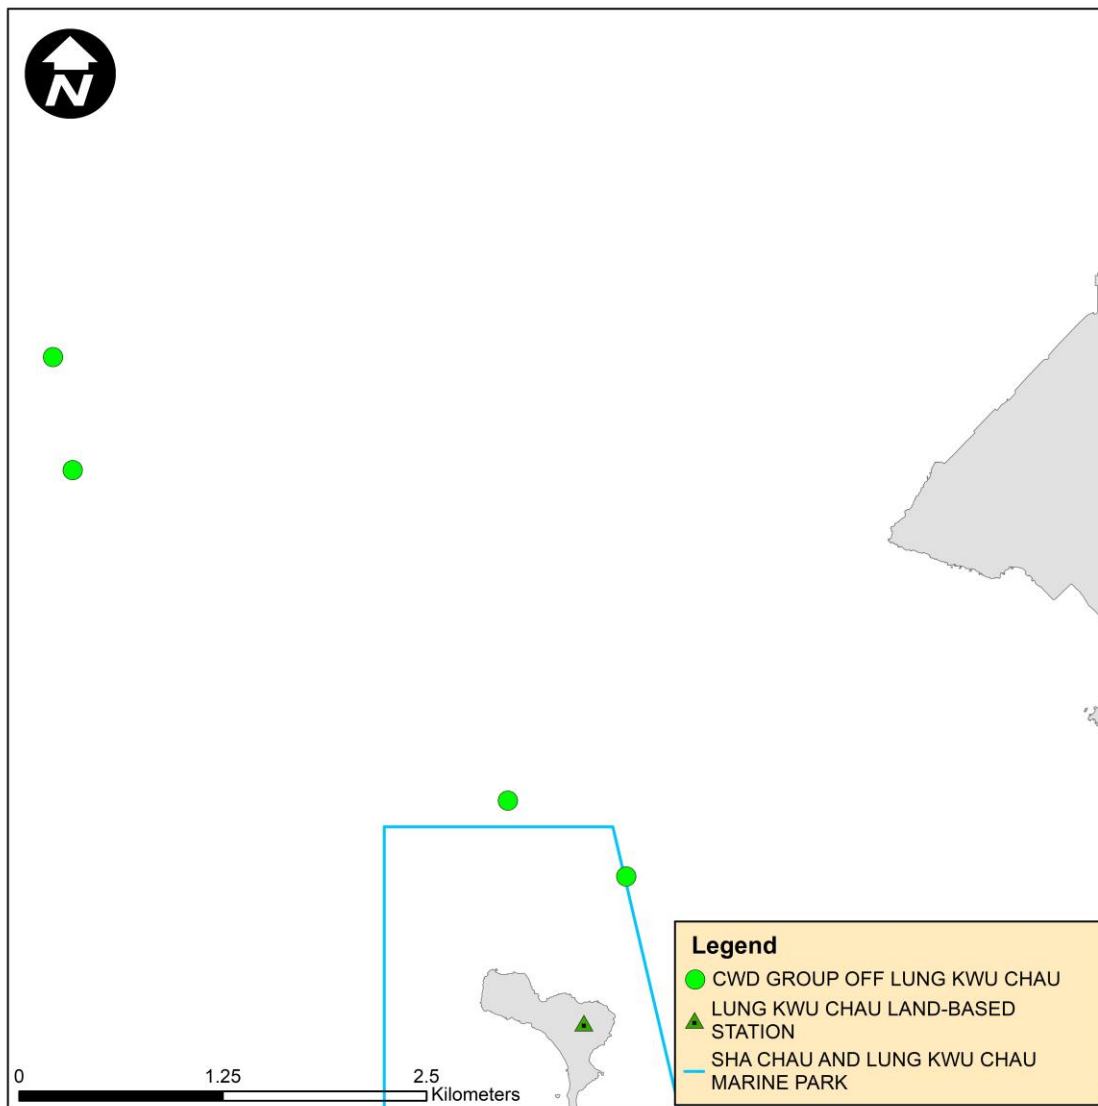 N
Legend
CWD GROUP OFF LUNG KWU CHAU
LUNG KWU CHAU LAND-BASED
STATION
SHA CHAU AND LUNG KWU CHAU
MARINE PARK
0 1.25 2.5
Kilometers